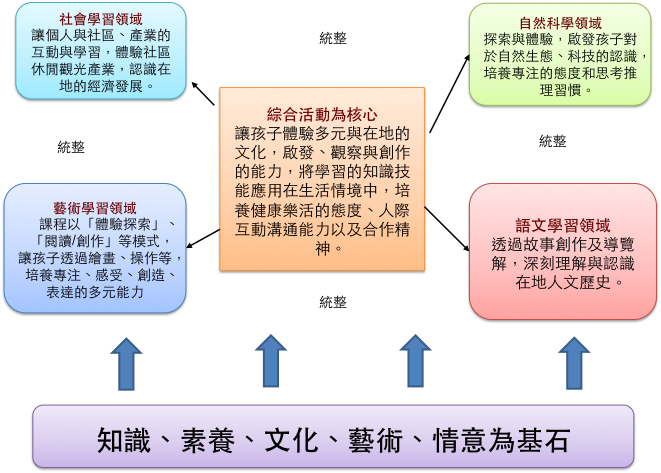 社會學習領域
讓個人與社區、產業的
互動與學習，體驗社區
休閒觀光產業，認識在
地的經濟發展。
統整
自然科學領域
探索與體驗，啟發孩子對
於自然生態、科技的認識，
培養專注的態度和思考推
理習慣。
統整
綜合活動為核心
讓孩子體驗多元與在地的
文化，啟發、觀察與創作
的能力，將學習的知識技
能應用在生活情境中，培
養健康樂活的態度、人際
互動溝通能力以及合作精
神。
統整
藝術學習領域
課程以「體驗探索」、
「閱讀/創作」等模式，
讓孩子透過繪畫、操作等，
培養專注、感受、創造、
表達的多元能力
語文學習領域
透過故事創作及導覽
解，深刻理解與認識
在地人文歷史。
統整
知識、素養、文化、藝術、情意為基石